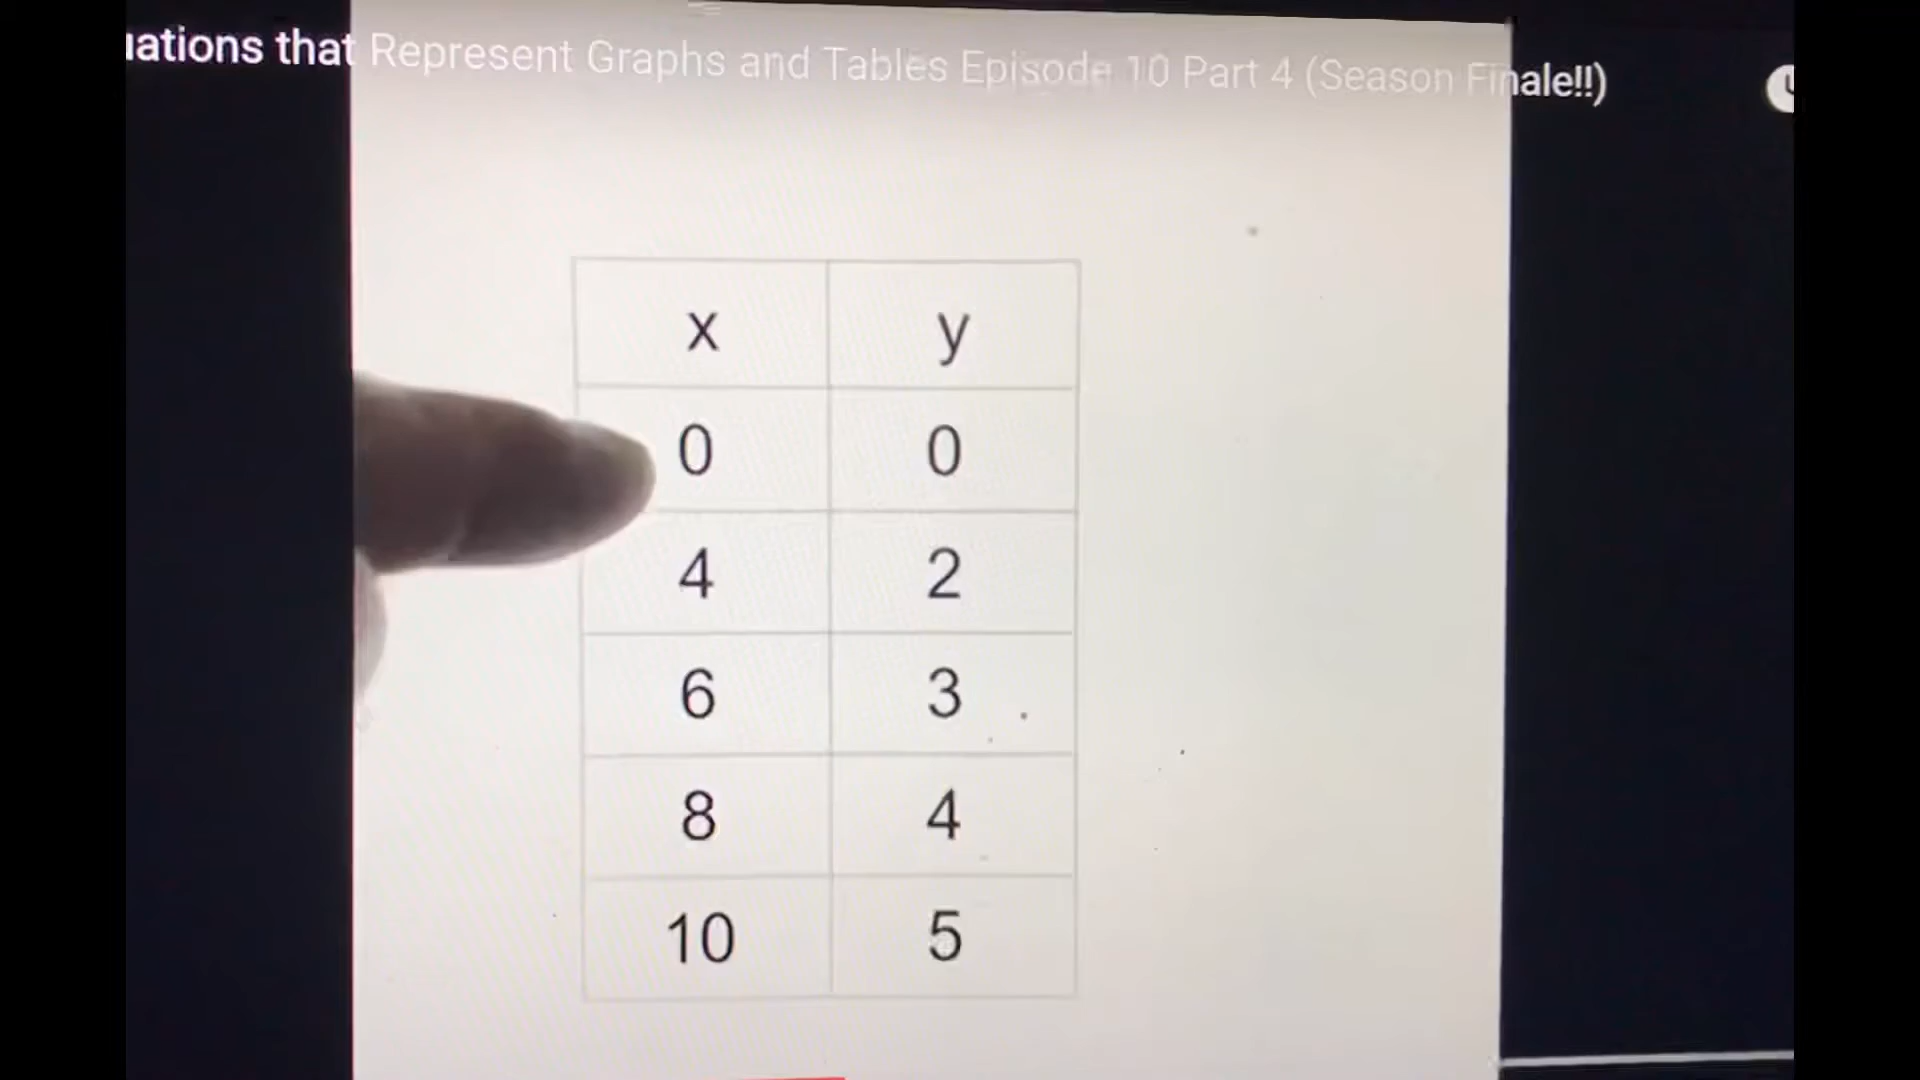 uations that Represent Graphs and Tables Episode 10 Part 4 (Season Finale!!)
x y
0 0
4 2
6 3
8 4
10 5